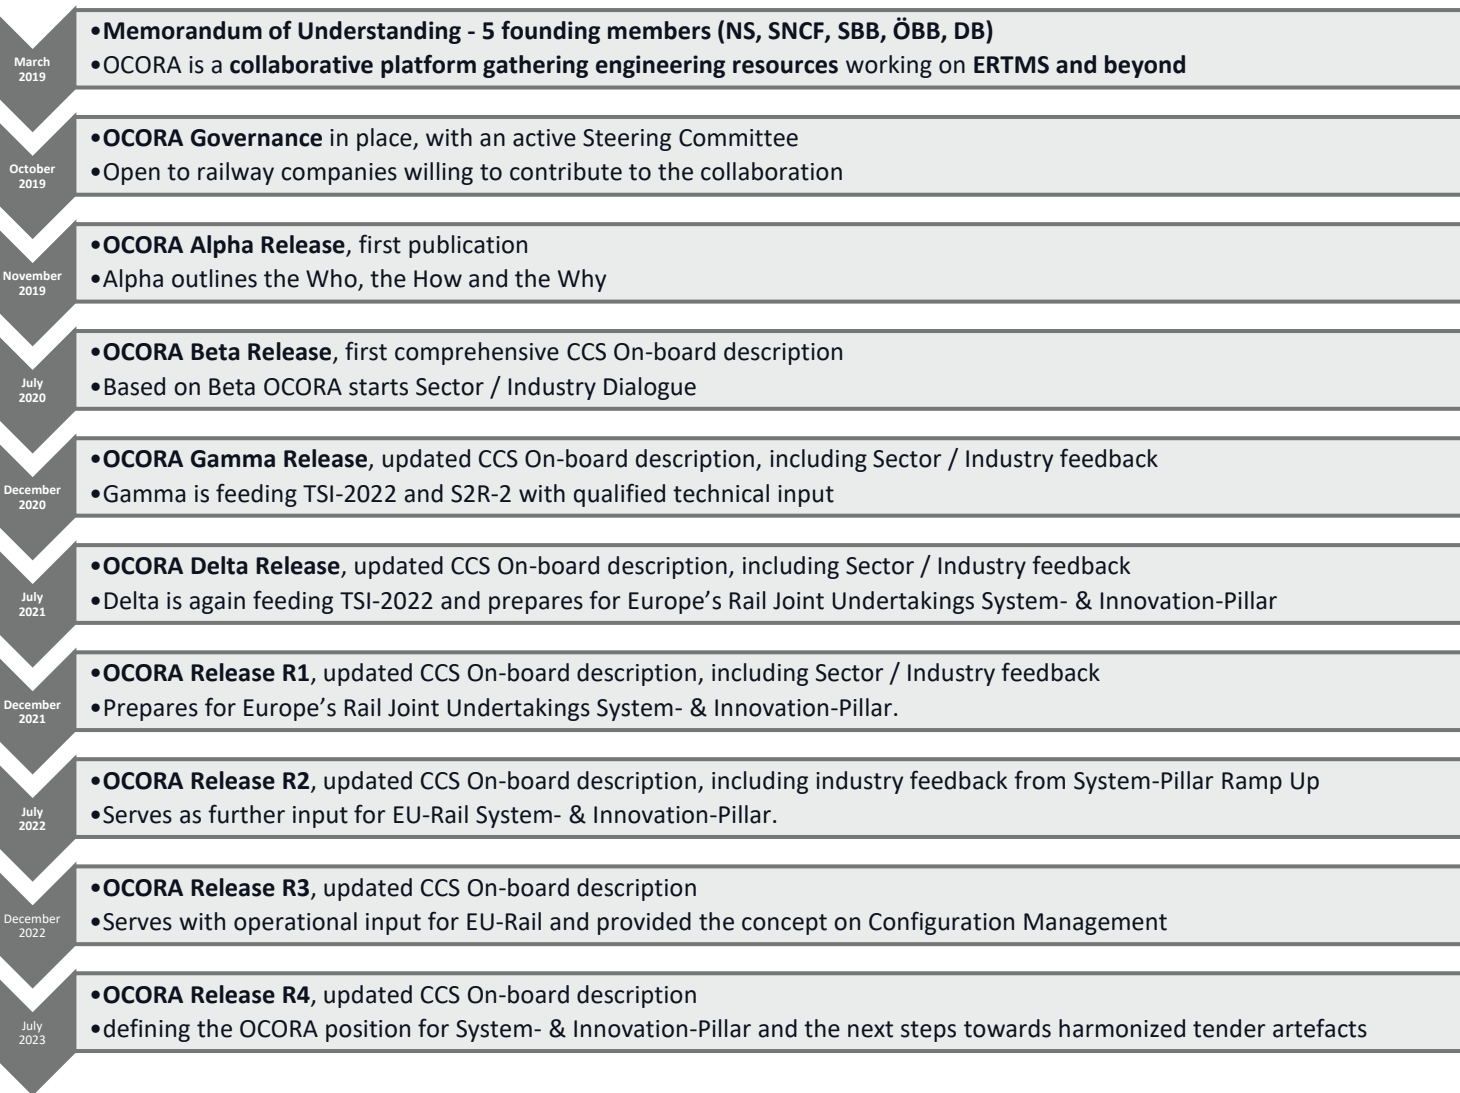 March
2019
•Memorandum of Understanding - 5 founding members (NS, SNCF, SBB, ÖBB, DB)
•OCORA is a collaborative platform gathering engineering resources working on ERTMS and beyond
October
2019
•OCORA Governance in place, with an active Steering Committee
•Open to railway companies willing to contribute to the collaboration
November
2019
•OCORA Alpha Release, first publication
•Alpha outlines the Who, the How and the Why
July
2020
•OCORA Beta Release, first comprehensive CCS On-board description
•Based on Beta OCORA starts Sector / Industry Dialogue
December
2020
•OCORA Gamma Release, updated CCS On-board description, including Sector / Industry feedback
•Gamma is feeding TSI-2022 and S2R-2 with qualified technical input
July
2021
•OCORA Delta Release, updated CCS On-board description, including Sector / Industry feedback
•Delta is again feeding TSI-2022 and prepares for Europe’s Rail Joint Undertakings System- & Innovation-Pillar
December
2021
•OCORA Release R1, updated CCS On-board description, including Sector / Industry feedback
•Prepares for Europe’s Rail Joint Undertakings System- & Innovation-Pillar.
July
2022
•OCORA Release R2, updated CCS On-board description, including industry feedback from System-Pillar Ramp Up
•Serves as further input for EU-Rail System- & Innovation-Pillar.
December
2022
•OCORA Release R3, updated CCS On-board description
•Serves with operational input for EU-Rail and provided the concept on Configuration Management
July
2023
•OCORA Release R4, updated CCS On-board description
•defining the OCORA position for System- & Innovation-Pillar and the next steps towards harmonized tender artefacts